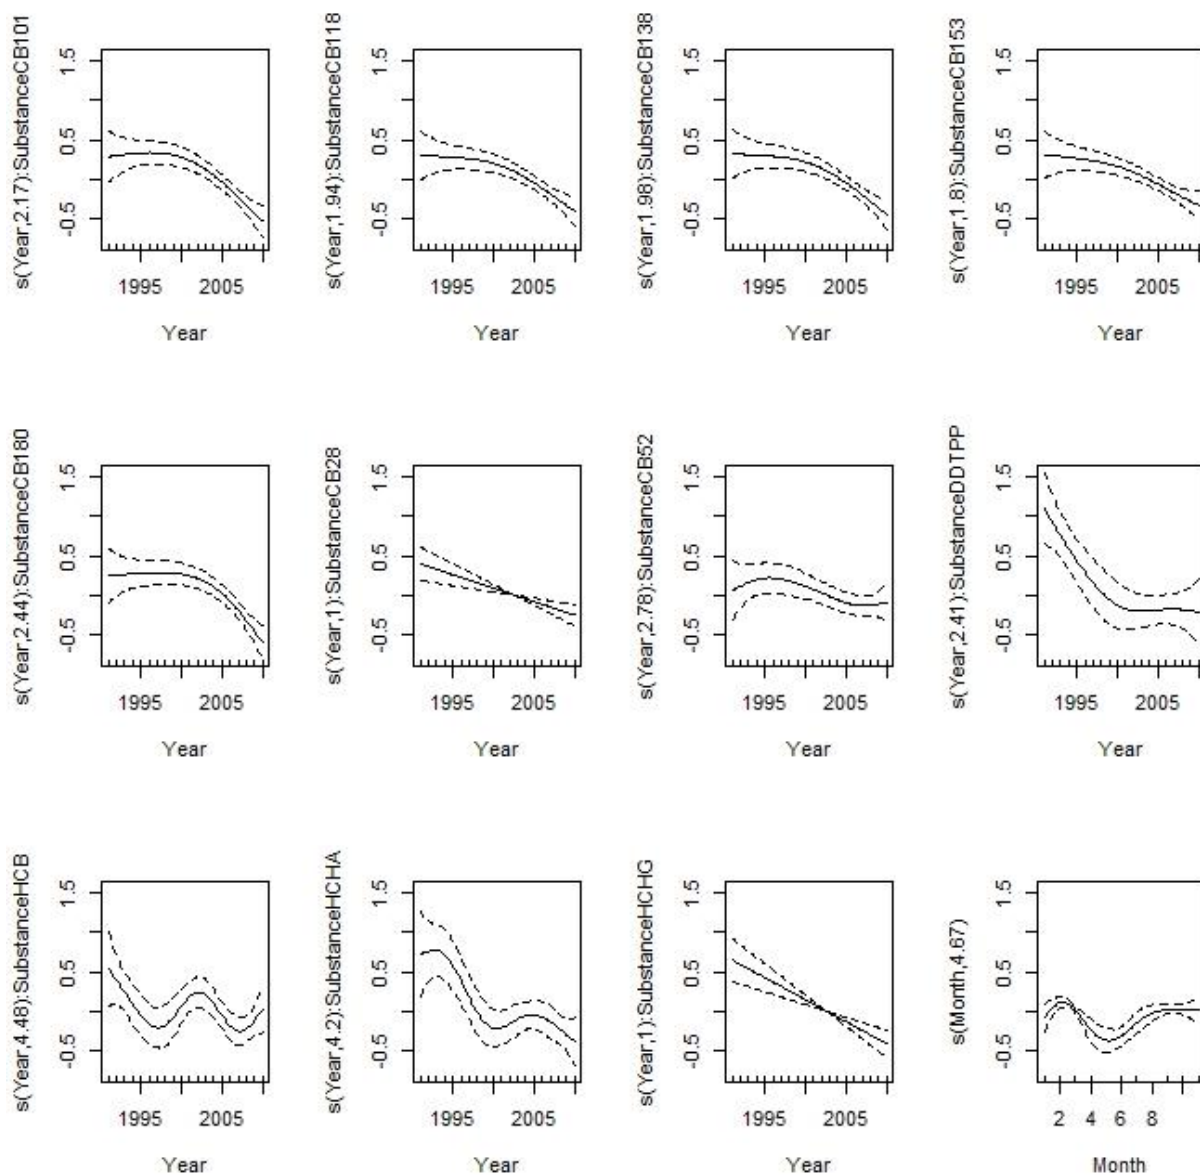 s(Year,2.17):SubstanceCB101
1.5
0.5
-0.5
1995 2005
Year
s(Year,1.94):SubstanceCB118
1.5
0.5
-0.5
1995 2005
Year
s(Year,1.98):SubstanceCB138
1.5
0.5
-0.5
1995 2005
Year
s(Year,1.8):SubstanceCB153
1.5
0.5
-0.5
1995 2005
Year
s(Year,2.44):SubstanceCB180
1.5
0.5
-0.5
1995 2005
Year
s(Year,1):SubstanceCB28
1.5
0.5
-0.5
1995 2005
Year
s(Year,2.78):SubstanceCB52
1.5
0.5
-0.5
1995 2005
Year
s(Year,2.41):SubstanceDDTPP
1.5
0.5
-0.5
1995 2005
Year
s(Year,4.48):SubstanceHCB
1.5
0.5
-0.5
1995 2005
Year
s(Year,4.2):SubstanceHCHA
1.5
0.5
-0.5
1995 2005
Year
s(Year,1):SubstanceHCHG
1.5
0.5
-0.5
1995 2005
Year
s(Month,4.67)
1.5
0.5
-0.5
2 4 6 8
Month